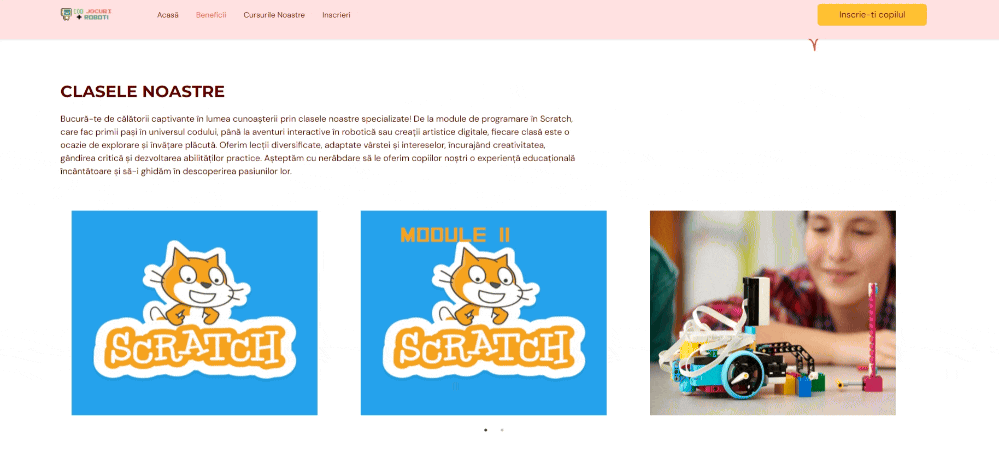 COD JOCURI
ROBOTI
Acasă
Beneficii
Cursurile Noastre
Inscrieri
Inscrie-ti copilul
CLASELE NOASTRE
Bucură-te de călătorii captivante în lumea cunoașterii prin clasele noastre specializate! De la module de programare în Scratch,
care fac primii pași în universul codului, până la aventuri interactive în robotică sau creații artistice digitale, fiecare clasă este o
ocazie de explorare și învățare plăcută. Oferim lecții diversificate, adaptate vârstei și intereselor, încurajând creativitatea,
gândirea critică și dezvoltarea abilităților practice. Așteptăm cu nerăbdare să le oferim copiilor noștri o experiență educațională
încântătoare și să-i ghidăm în descoperirea pasiunilor lor.
SCRATCH
MODULE II
SCRATCH